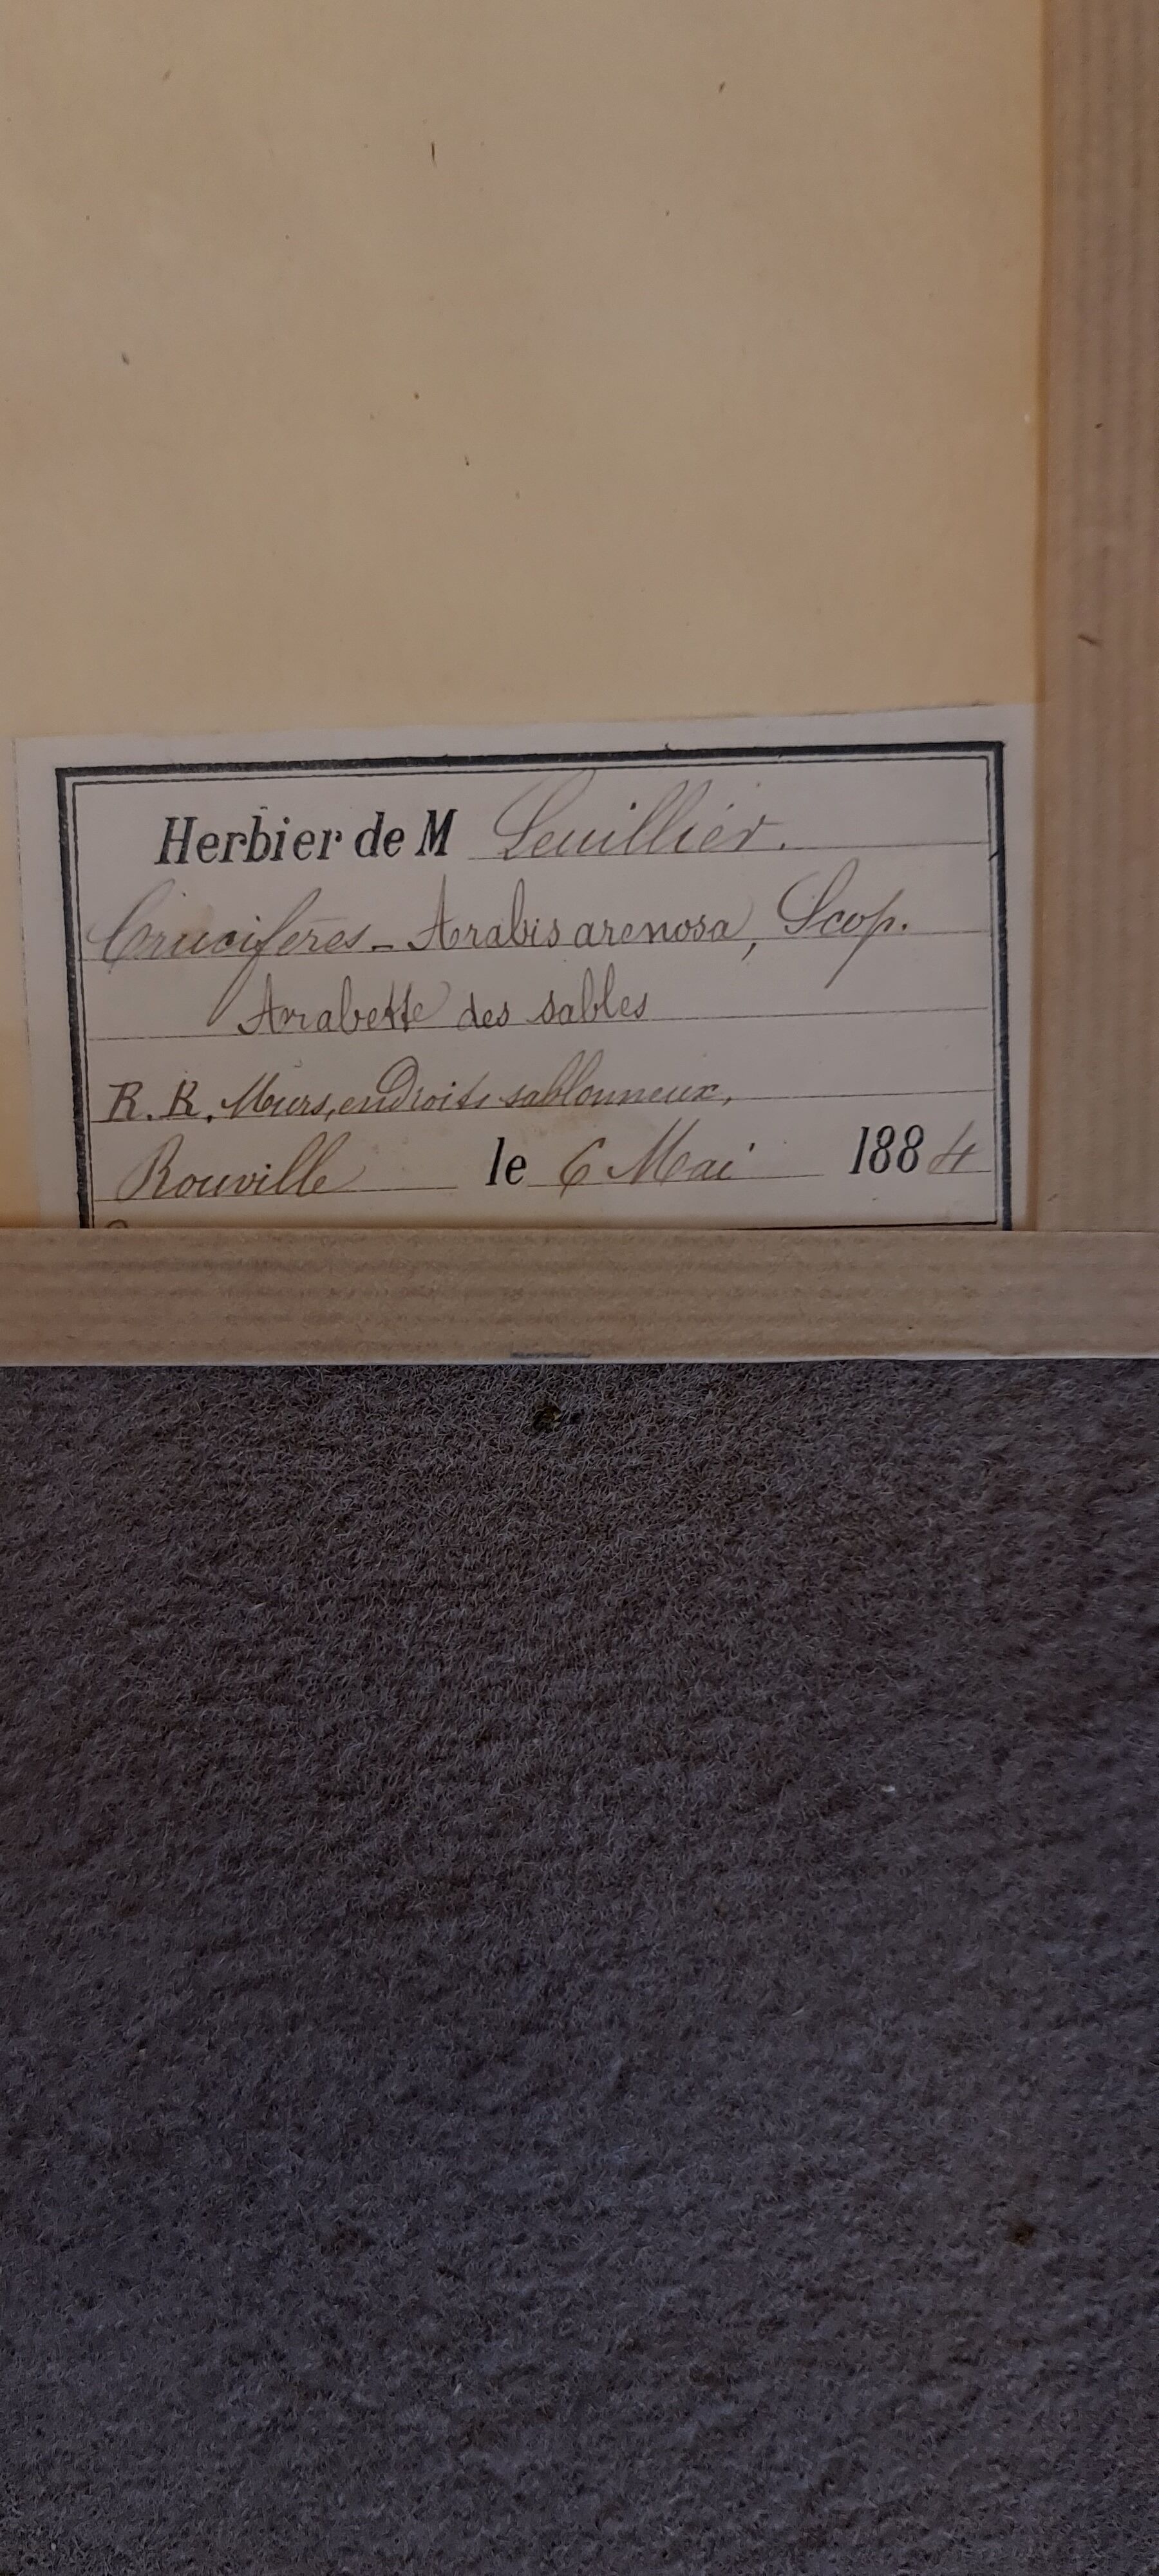 Herbier de M Leuillier.
Crucifères - Arabis arenosa, Scop.
Arabette des sables
R. R. Murs, endroits sablonneux,
Rouville le 6 Mai 1884